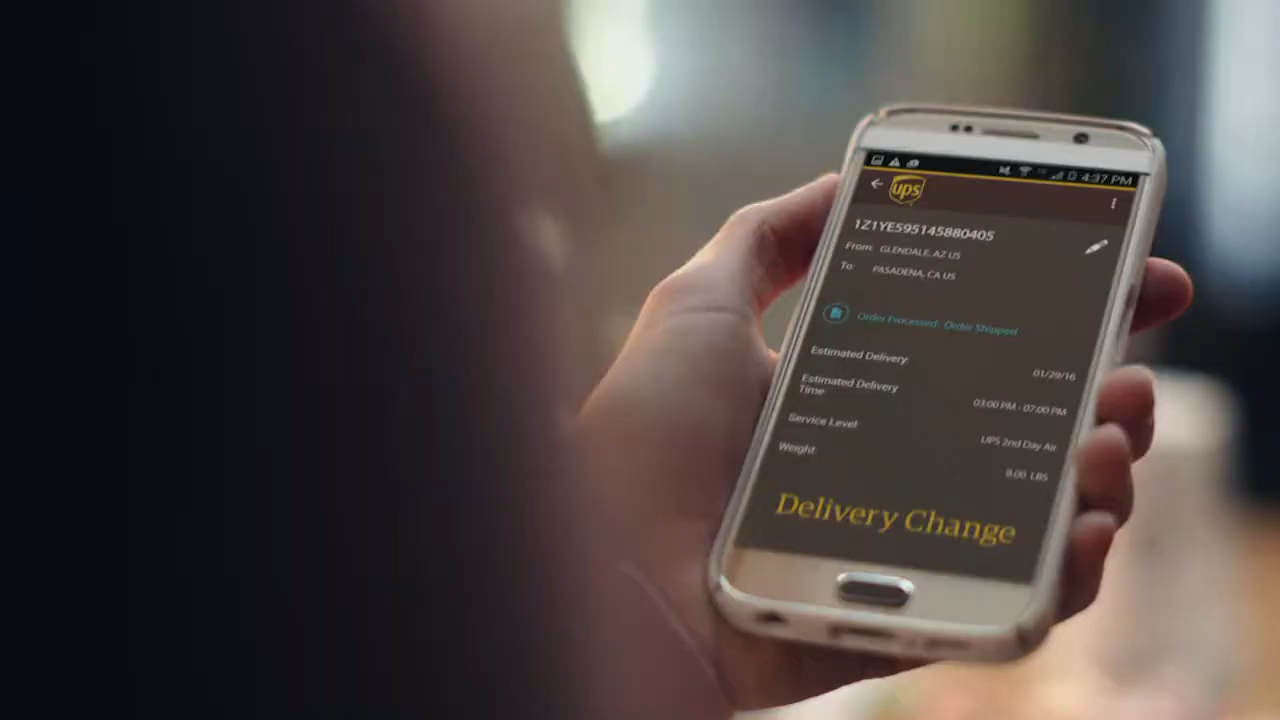 4:37 PM
ups
1Z1YE595145880405
From: GLENDALE, AZ US
To: PASADENA, CA US
Order Processed: Order Shipped
Estimated Delivery: 01/29/16
Estimated Delivery Time 03:00 PM - 07:00 PM
Service Level UPS 2nd Day Air
Weight: 8.00 LBS
Delivery Change